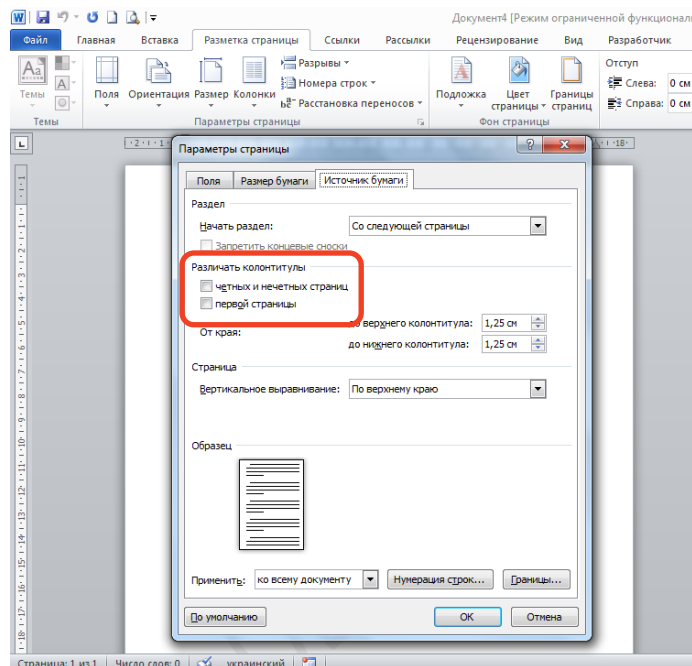 Документ4 [Режим ограниченной функционал
Файл Главная Вставка Разметка страницы Ссылки Рассылки Рецензирование Вид Разработчик
Темы
Поля Ориентация Размер Колонки
Разрывы
Номера строк
Расстановка переносов
Подложка Цвет страницы Границы страниц
Отступ
Слева: 0 см
Справа: 0 см
Темы Параметры страницы Фон страницы
Параметры страницы
Поля Размер бумаги Источник бумаги
Раздел
Начать раздел: Со следующей страницы
Запретить концевые сноски
Различать колонтитулы
четных и нечетных страниц
первой страницы
От края:
верхнего колонтитула: 1,25 см
до нижнего колонтитула: 1,25 см
Страница
Вертикальное выравнивание: По верхнему краю
Образец
Применить: ко всему документу Нумерация строк... Границы...
По умолчанию ОК Отмена
Страница: 1 из 1 Число слов: 0 украинский